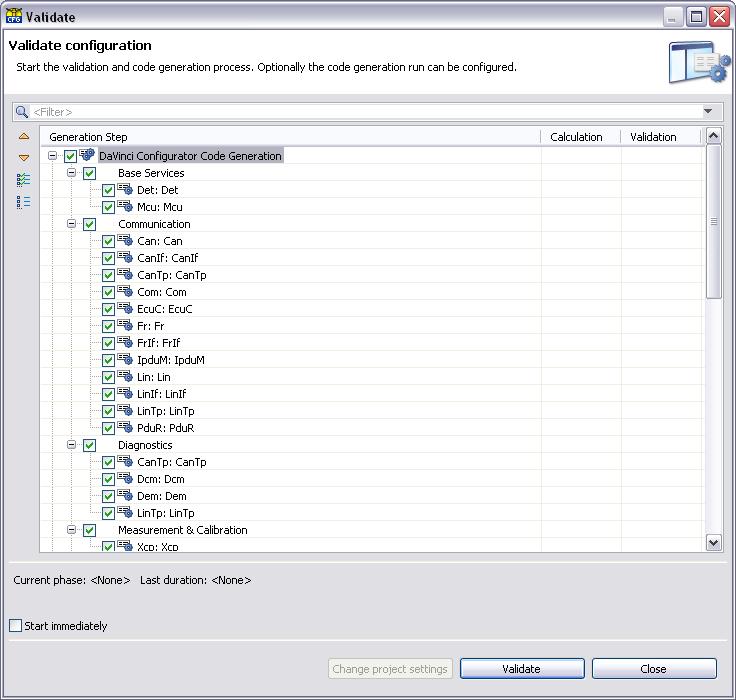 CFG Validate
Validate configuration
Start the validation and code generation process. Optionally the code generation run can be configured.
<Filter>
Generation Step Calculation Validation
DaVinci Configurator Code Generation
Base Services
Det: Det
Mcu: Mcu
Communication
Can: Can
CanIf: CanIf
CanTp: CanTp
Com: Com
EcuC: EcuC
Fr: Fr
FrIf: FrIf
IpduM: IpduM
Lin: Lin
LinIf: LinIf
LinTp: LinTp
PduR: PduR
Diagnostics
CanTp: CanTp
Dcm: Dcm
Dem: Dem
LinTp: LinTp
Measurement & Calibration
Xcp: Xcp
Current phase: <None> Last duration: <None>
Start immediately
Change project settings Validate Close